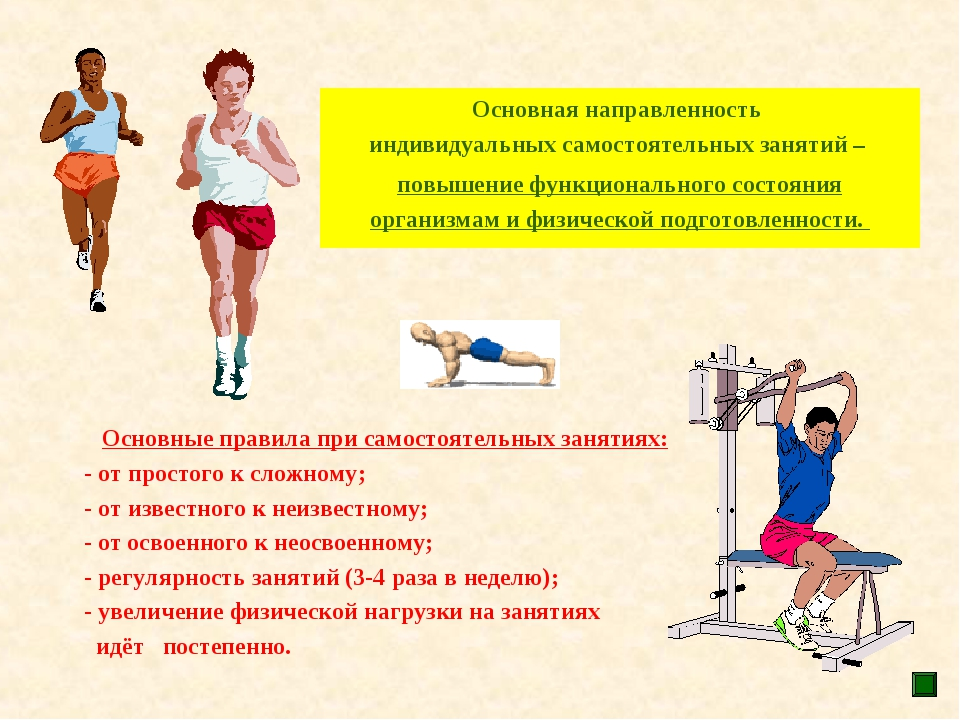 Основная направленность
индивидуальных самостоятельных занятий –
повышение функционального состояния
организмам и физической подготовленности.
Основные правила при самостоятельных занятиях:
- от простого к сложному;
- от известного к неизвестному;
- от освоенного к неосвоенному;
- регулярность занятий (3-4 раза в неделю);
- увеличение физической нагрузки на занятиях
идёт постепенно.